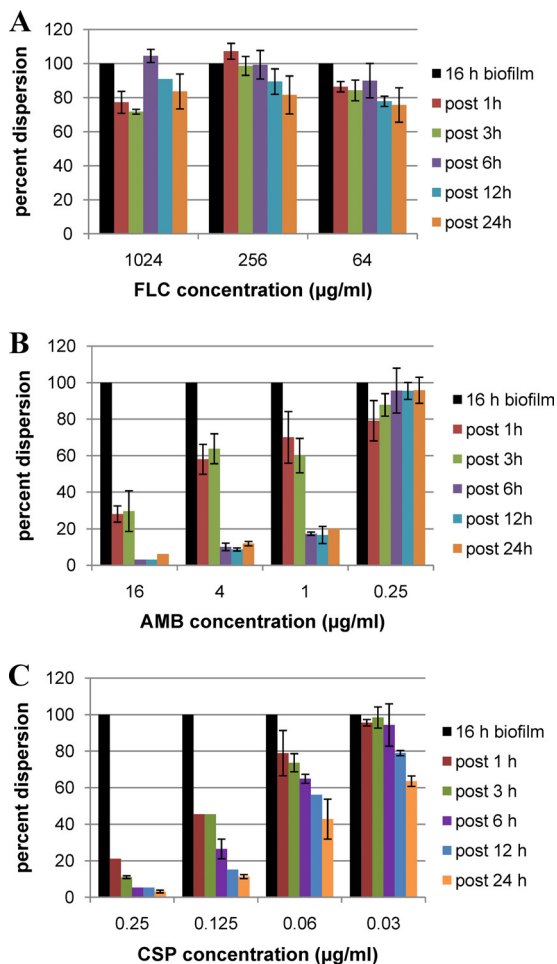 A
percent dispersion
120
100
80
60
40
20
0
1024 256 64
FLC concentration (µg/ml)
16 h biofilm
post 1h
post 3h
post 6h
post 12h
post 24h
B
percent dispersion
120
100
80
60
40
20
0
16 4 1 0.25
AMB concentration (µg/ml)
16 h biofilm
post 1h
post 3h
post 6h
post 12h
post 24h
C
percent dispersion
120
100
80
60
40
20
0
0.25 0.125 0.06 0.03
CSP concentration (µg/ml)
16 h biofilm
post 1 h
post 3 h
post 6 h
post 12 h
post 24 h